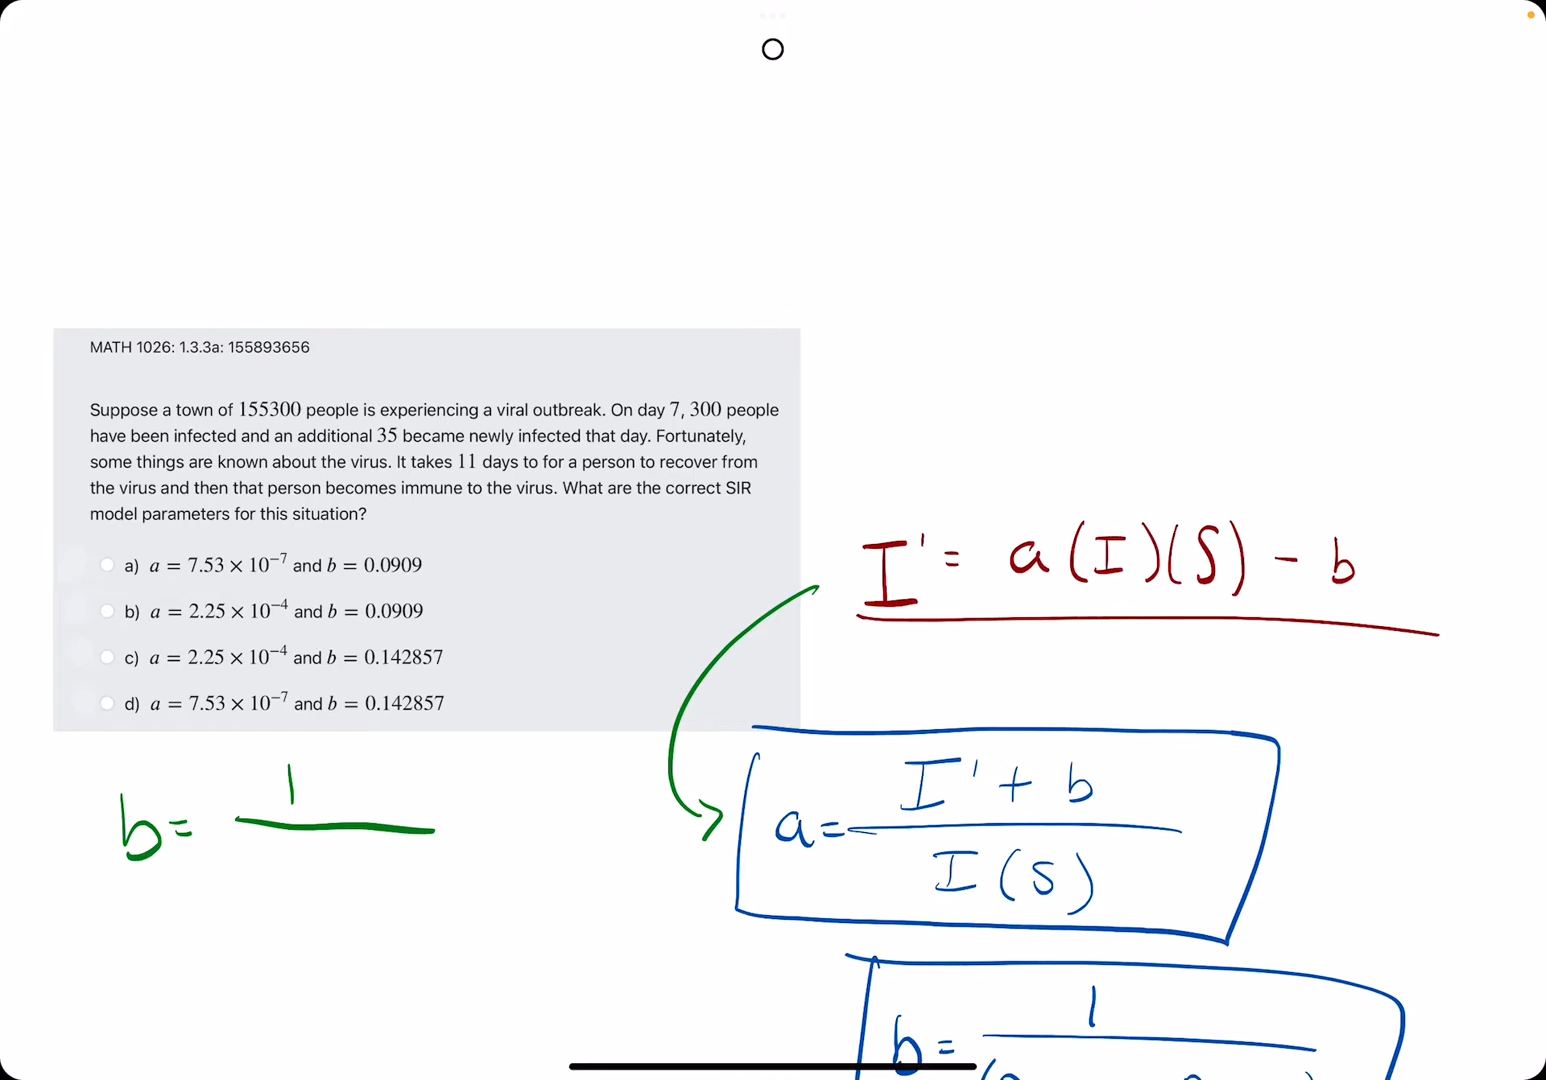 MATH 1026: 1.3.3a: 155893656
Suppose a town of 155300 people is experiencing a viral outbreak. On day 7, 300 people
have been infected and an additional 35 became newly infected that day. Fortunately,
some things are known about the virus. It takes 11 days to for a person to recover from
the virus and then that person becomes immune to the virus. What are the correct SIR
model parameters for this situation?
a) a = 7.53 × 10⁻⁷ and b = 0.0909
b) a = 2.25 × 10⁻⁴ and b = 0.0909
c) a = 2.25 × 10⁻⁴ and b = 0.142857
d) a = 7.53 × 10⁻⁷ and b = 0.142857
I' = a(I)(S) - b
a = I' + b / I(S)
b = 1 /
b = 1 /